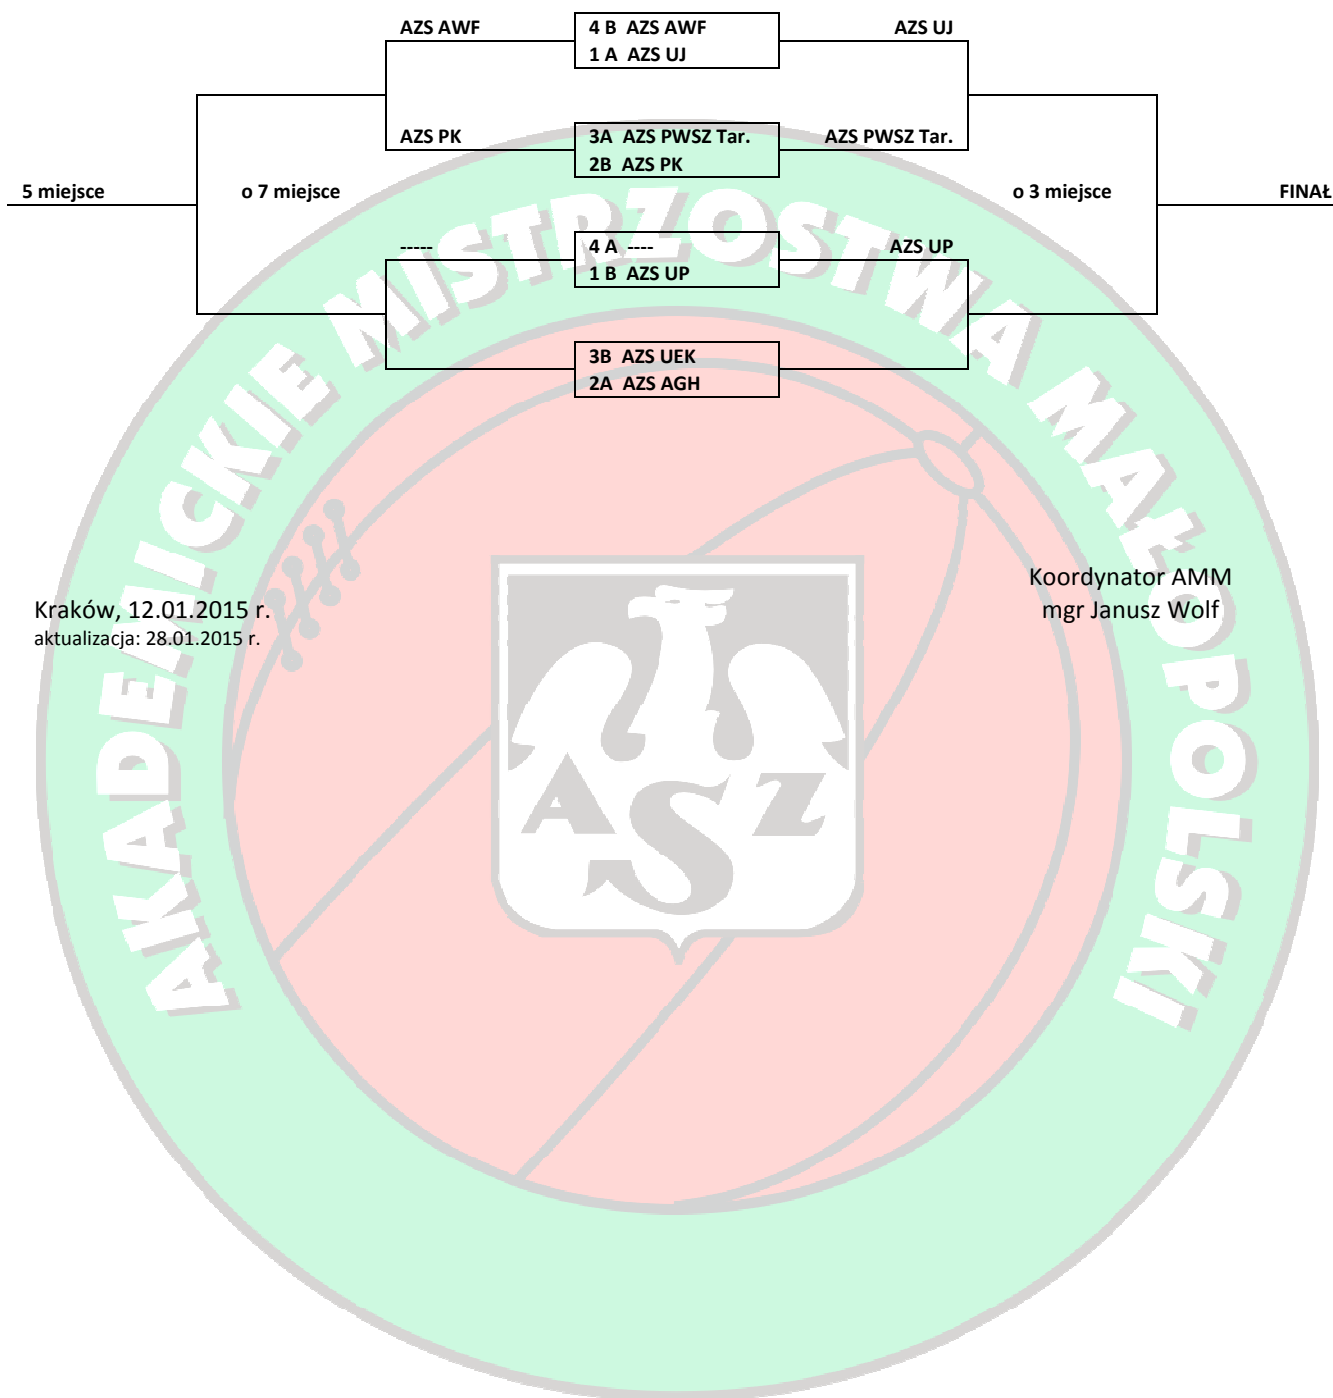 AZS AWF 4 B AZS AWF AZS UJ
1 A AZS UJ
AZS PK 3A AZS PWSZ Tar. AZS PWSZ Tar.
2B AZS PK
5 miejsce o 7 miejsce o 3 miejsce FINAŁ
----- 4 A ---- AZS UP
1 B AZS UP
3B AZS UEK
2A AZS AGH
Koordynator AMM
Kraków, 12.01.2015 r. mgr Janusz Wolf
aktualizacja: 28.01.2015 r.
AKADEMICKIE MISTRZOSTWA MAŁOPOLSKI
ASZ